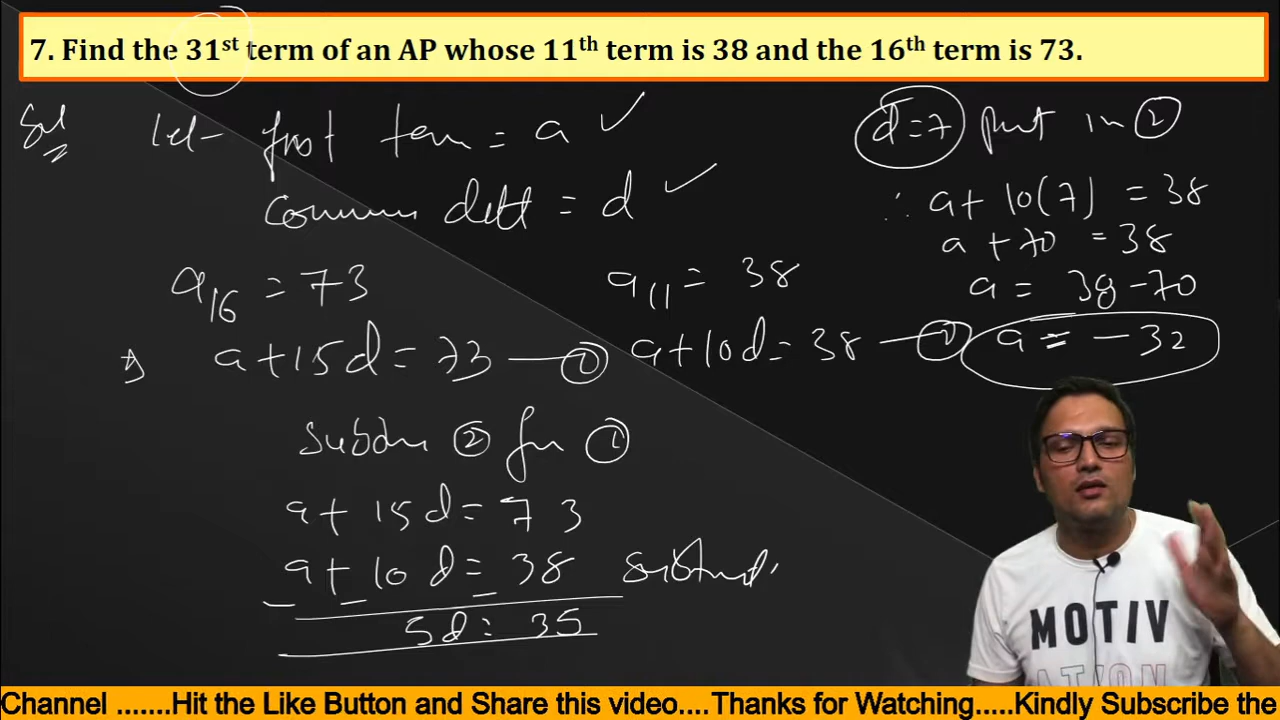 7. Find the 31st term of an AP whose 11th term is 38 and the 16th term is 73.
Sol
let first term = a ✓
common diff = d ✓
a16 = 73
⇒ a + 15d = 73 — ①
a11 = 38
a + 10d = 38 — ②
Subtr ② frm ①
a + 15d = 73
a + 10d = 38 subtract.
5d = 35
d = 7 put in ②
∴ a + 10(7) = 38
a + 70 = 38
a = 38 - 70
a = - 32
MOTIV
ATION
Channel .......Hit the Like Button and Share this video....Thanks for Watching.....Kindly Subscribe the